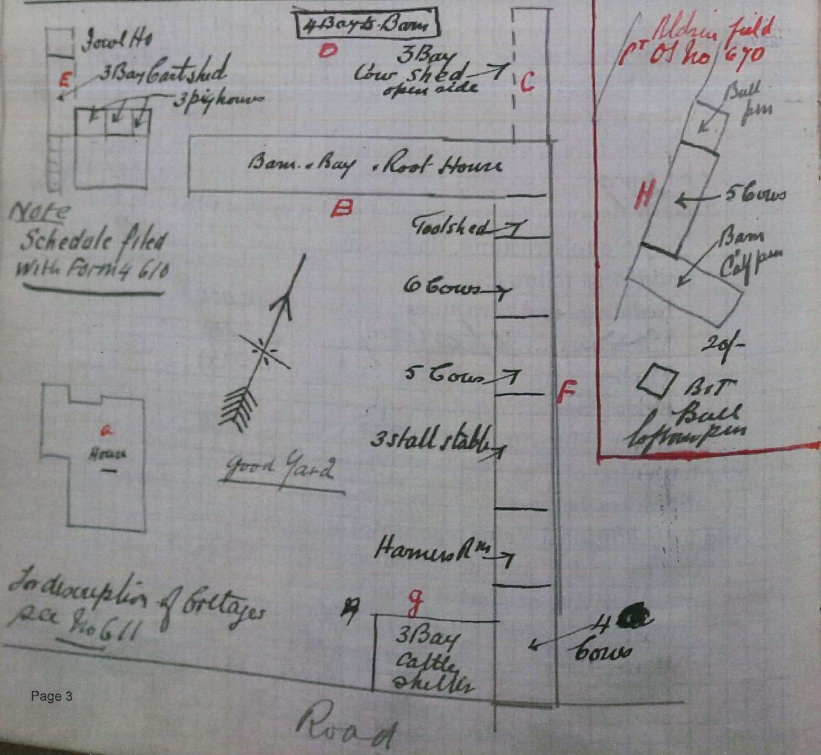 4 Bay D. Barn
D
Fowl Ho
E
3 Bay Cartshed
3 pighouses
3 Bay
Cow shed
open side
C
Pt OS No 670
field
Bull
pen
H
5 Cows
Barn
Calf pen
Barn. Bay. Root House
B
Note
Schedule filed
with Form 4 610
Toolshed
6 Cows
20/-
5 Cows
F
B & T
Bull
pen
a
House
3 stall stable
Good Yard
Harness Rm
For description of Cottages
see No 611
g
3 Bay
Cattle
Shelter
4
Cows
Page 3
Road